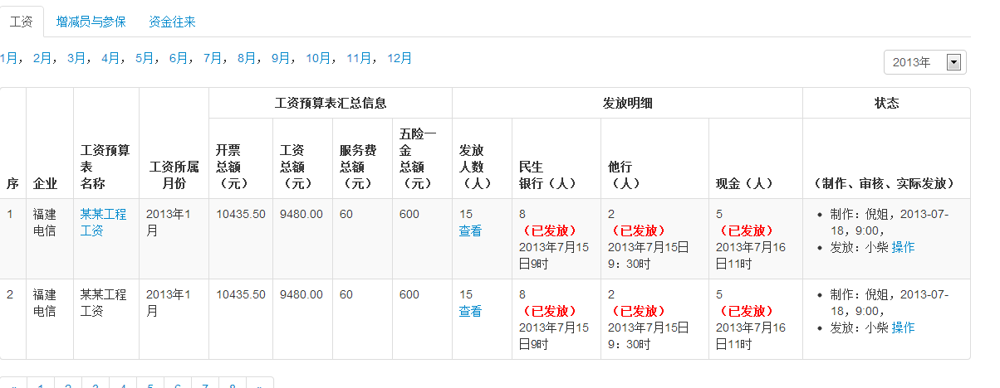 工资 增减员与参保 资金往来
1月， 2月， 3月， 4月， 5月， 6月， 7月， 8月， 9月， 10月， 11月， 12月
2013年
工资预算表汇总信息 发放明细 状态
序
企业
工资预算
表
名称
工资所属
月份
开票
总额
（元）
工资
总额
（元）
服务费
总额
（元）
五险一
金
总额
（元）
发放
人数
（人）
民生
银行（人）
他行
（人）
现金（人）
（制作、审核、实际发放）
1
福建
电信
某某工程
工资
2013年1
月
10435.50
9480.00
60
600
15
查看
8
（已发放）
2013年7月15
日9时
2
（已发放）
2013年7月15日
9：30时
5
（已发放）
2013年7月16
日11时
制作：倪姐，2013-07-
18，9:00，
发放：小柴 操作
2
福建
电信
某某工程
工资
2013年1
月
10435.50
9480.00
60
600
15
查看
8
（已发放）
2013年7月15
日9时
2
（已发放）
2013年7月15日
9：30时
5
（已发放）
2013年7月16
日11时
制作：倪姐，2013-07-
18，9:00，
发放：小柴 操作
« 1 2 3 4 5 6 7 8 »